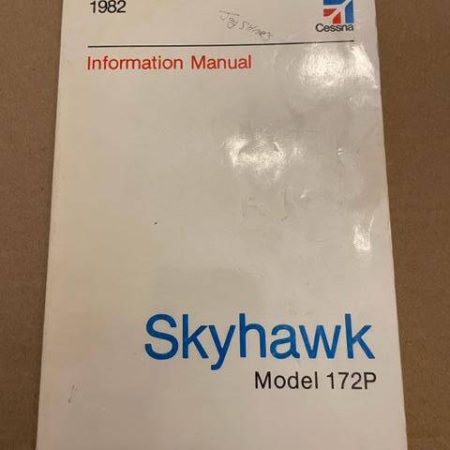 1982
Cessna
Information Manual
Skyhawk
Model 172P